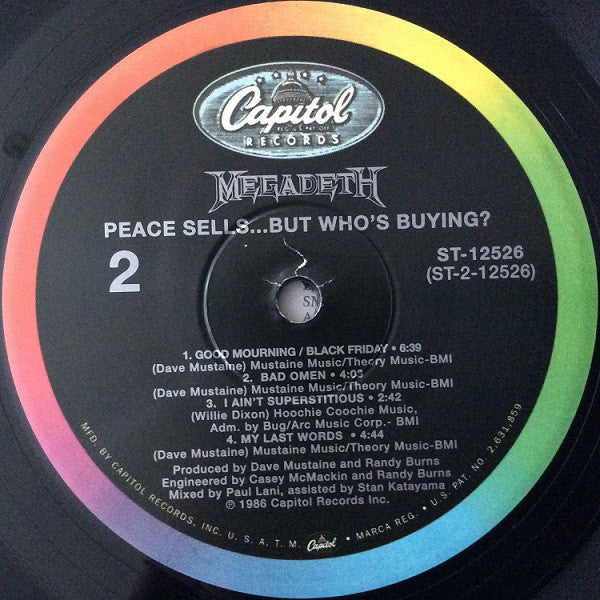 Capitol
REG. U.S. PAT. OFF.
RECORDS
MEGADETH
PEACE SELLS...BUT WHO'S BUYING?
2
ST-12526
(ST-2-12526)
1. GOOD MOURNING / BLACK FRIDAY • 6:39
(Dave Mustaine) Mustaine Music/Theory Music-BMI
2. BAD OMEN • 4:03
(Dave Mustaine) Mustaine Music/Theory Music-BMI
3. I AIN'T SUPERSTITIOUS • 2:42
(Willie Dixon) Hoochie Coochie Music,
Adm. by Bug/Arc Music Corp.- BMI
4. MY LAST WORDS • 4:44
(Dave Mustaine) Mustaine Music/Theory Music-BMI
Produced by Dave Mustaine and Randy Burns
Engineered by Casey McMackin and Randy Burns
Mixed by Paul Lani, assisted by Stan Katayama
℗ 1986 Capitol Records Inc.
MFD. BY CAPITOL RECORDS, INC. U.S.A. T.M. Capitol MARCA REG. • U.S. PAT. NO. 2,631,859